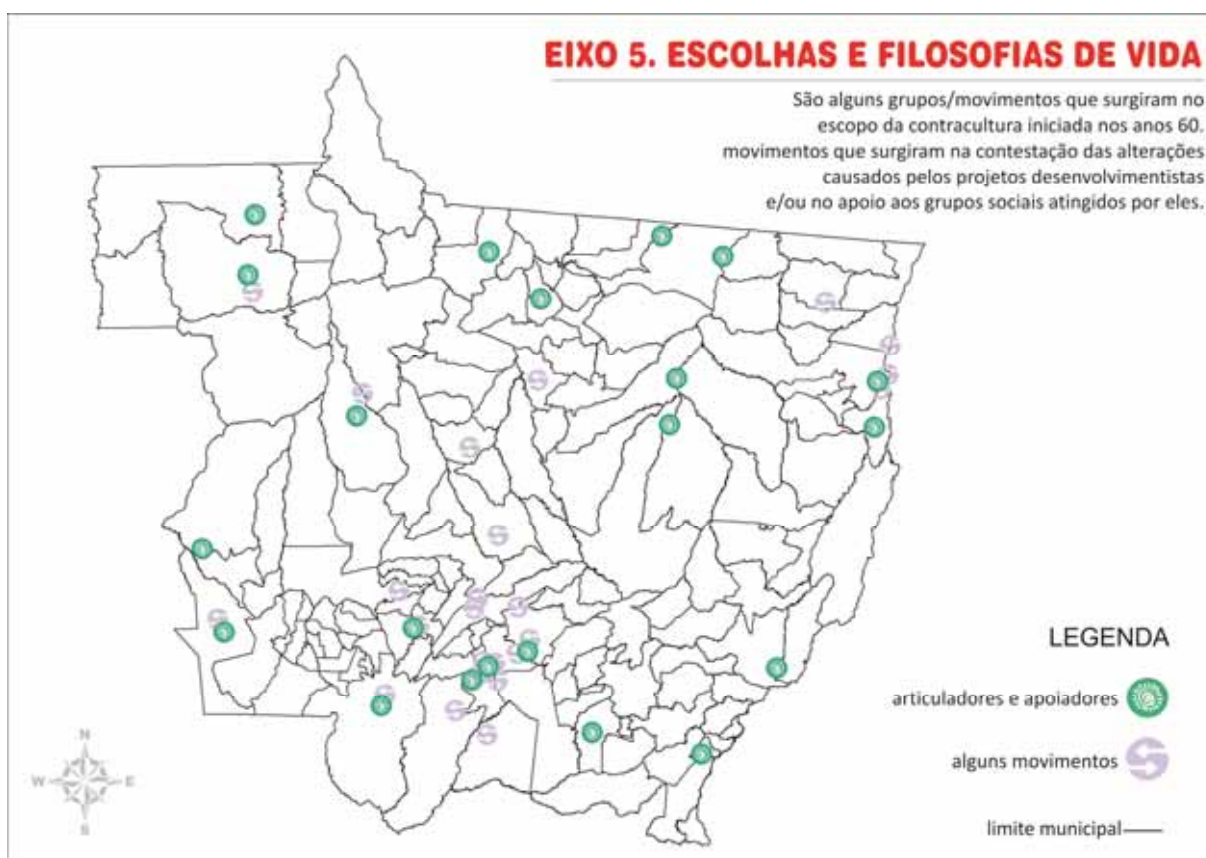 EIXO 5. ESCOLHAS E FILOSOFIAS DE VIDA
São alguns grupos/movimentos que surgiram no
escopo da contracultura iniciada nos anos 60.
movimentos que surgiram na contestação das alterações
causados pelos projetos desenvolvimentistas
e/ou no apoio aos grupos sociais atingidos por eles.
LEGENDA
articuladores e apoiadores
alguns movimentos
limite municipal
N
W E
S